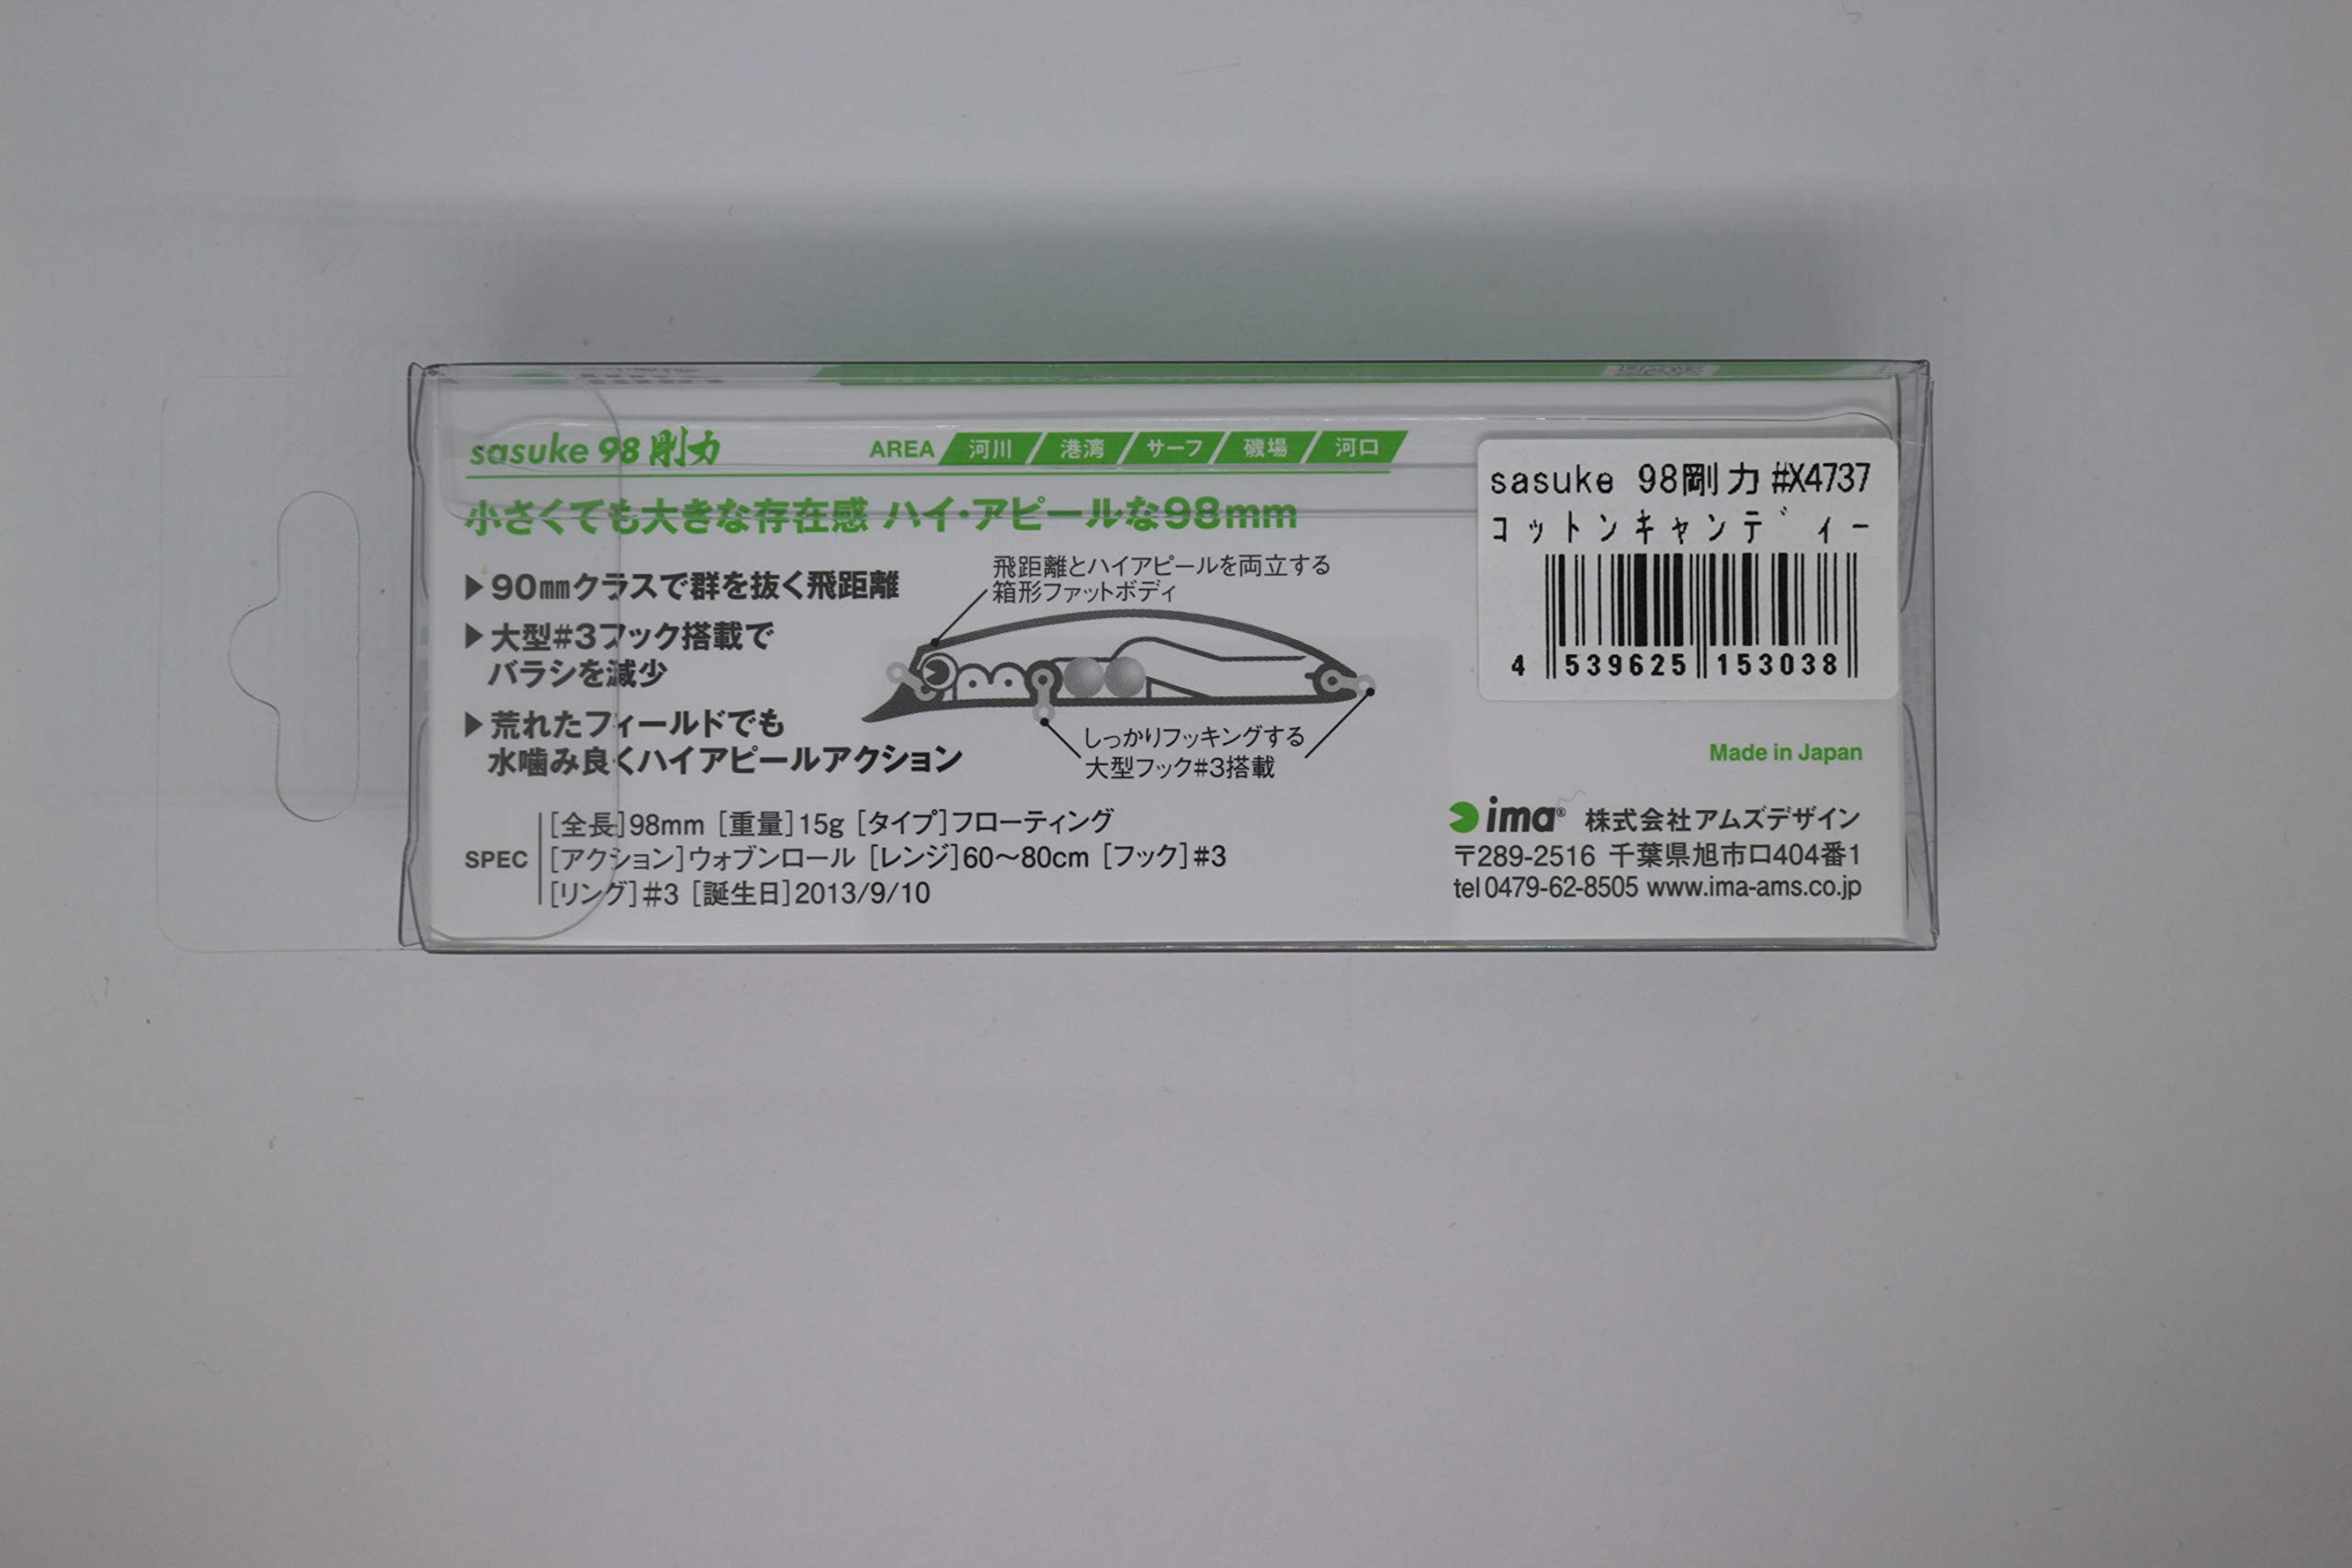 sasuke 98 剛力
AREA 河川 / 港湾 / サーフ / 磯場 / 河口
小さくても大きな存在感 ハイ・アピールな98mm
▶90㎜クラスで群を抜く飛距離
▶大型#3フック搭載で
バラシを減少
▶荒れたフィールドでも
水噛み良くハイアピールアクション
飛距離とハイアピールを両立する
箱形ファットボディ
しっかりフッキングする
大型フック#3搭載
SPEC
[全長]98mm [重量]15g [タイプ]フローティング
[アクション]ウォブンロール [レンジ]60〜80cm [フック]#3
[リング]#3 [誕生日]2013/9/10
sasuke 98剛力 #X4737
コットンキャンディー
4 539625 153038
Made in Japan
ima® 株式会社アムズデザイン
〒289-2516 千葉県旭市ロ404番1
tel 0479-62-8505 www.ima-ams.co.jp